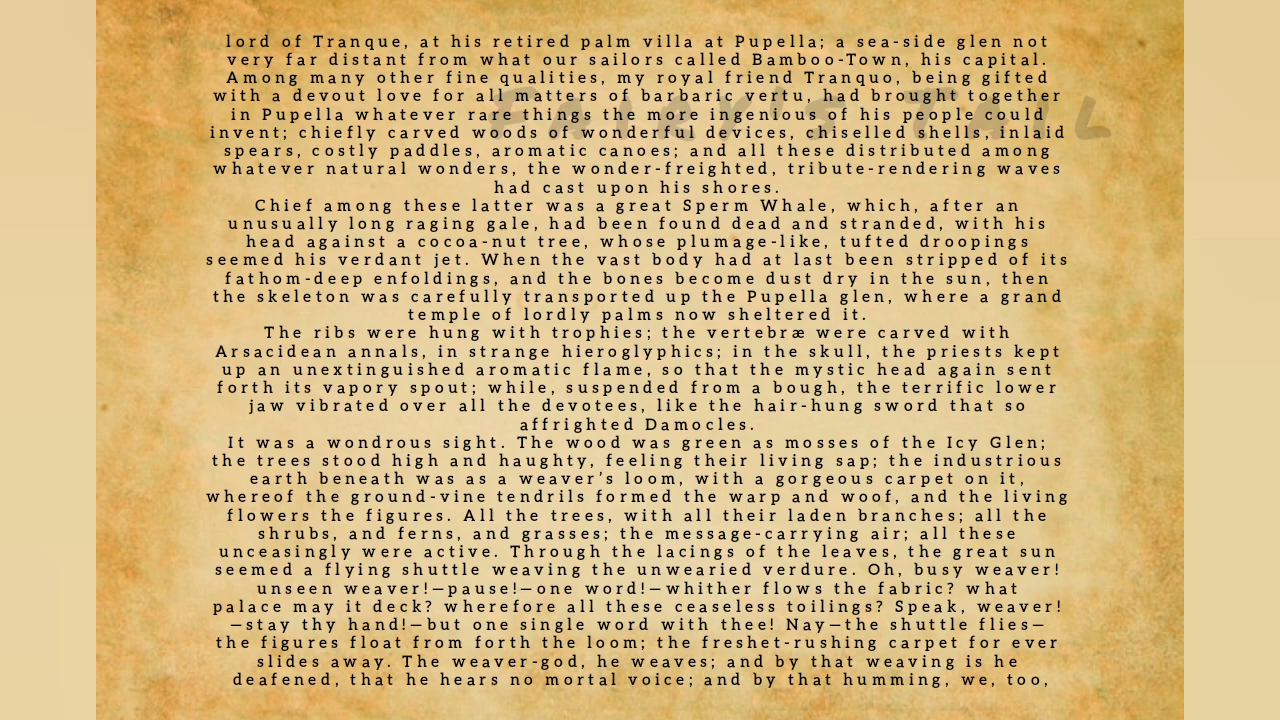 lord of Tranque, at his retired palm villa at Pupella; a sea-side glen not
very far distant from what our sailors called Bamboo-Town, his capital.
Among many other fine qualities, my royal friend Tranquo, being gifted
with a devout love for all matters of barbaric vertu, had brought together
in Pupella whatever rare things the more ingenious of his people could
invent; chiefly carved woods of wonderful devices, chiselled shells, inlaid
spears, costly paddles, aromatic canoes; and all these distributed among
whatever natural wonders, the wonder-freighted, tribute-rendering waves
had cast upon his shores.
Chief among these latter was a great Sperm Whale, which, after an
unusually long raging gale, had been found dead and stranded, with his
head against a cocoa-nut tree, whose plumage-like, tufted droopings
seemed his verdant jet. When the vast body had at last been stripped of its
fathom-deep enfoldings, and the bones become dust dry in the sun, then
the skeleton was carefully transported up the Pupella glen, where a grand
temple of lordly palms now sheltered it.
The ribs were hung with trophies; the vertebræ were carved with
Arsacidean annals, in strange hieroglyphics; in the skull, the priests kept
up an unextinguished aromatic flame, so that the mystic head again sent
forth its vapory spout; while, suspended from a bough, the terrific lower
jaw vibrated over all the devotees, like the hair-hung sword that so
affrighted Damocles.
It was a wondrous sight. The wood was green as mosses of the Icy Glen;
the trees stood high and haughty, feeling their living sap; the industrious
earth beneath was as a weaver's loom, with a gorgeous carpet on it,
whereof the ground-vine tendrils formed the warp and woof, and the living
flowers the figures. All the trees, with all their laden branches; all the
shrubs, and ferns, and grasses; the message-carrying air; all these
unceasingly were active. Through the lacings of the leaves, the great sun
seemed a flying shuttle weaving the unwearied verdure. Oh, busy weaver!
unseen weaver!—pause!—one word!—whither flows the fabric? what
palace may it deck? wherefore all these ceaseless toilings? Speak, weaver!
—stay thy hand!—but one single word with thee! Nay—the shuttle flies—
the figures float from forth the loom; the freshet-rushing carpet for ever
slides away. The weaver-god, he weaves; and by that weaving is he
deafened, that he hears no mortal voice; and by that humming, we, too,